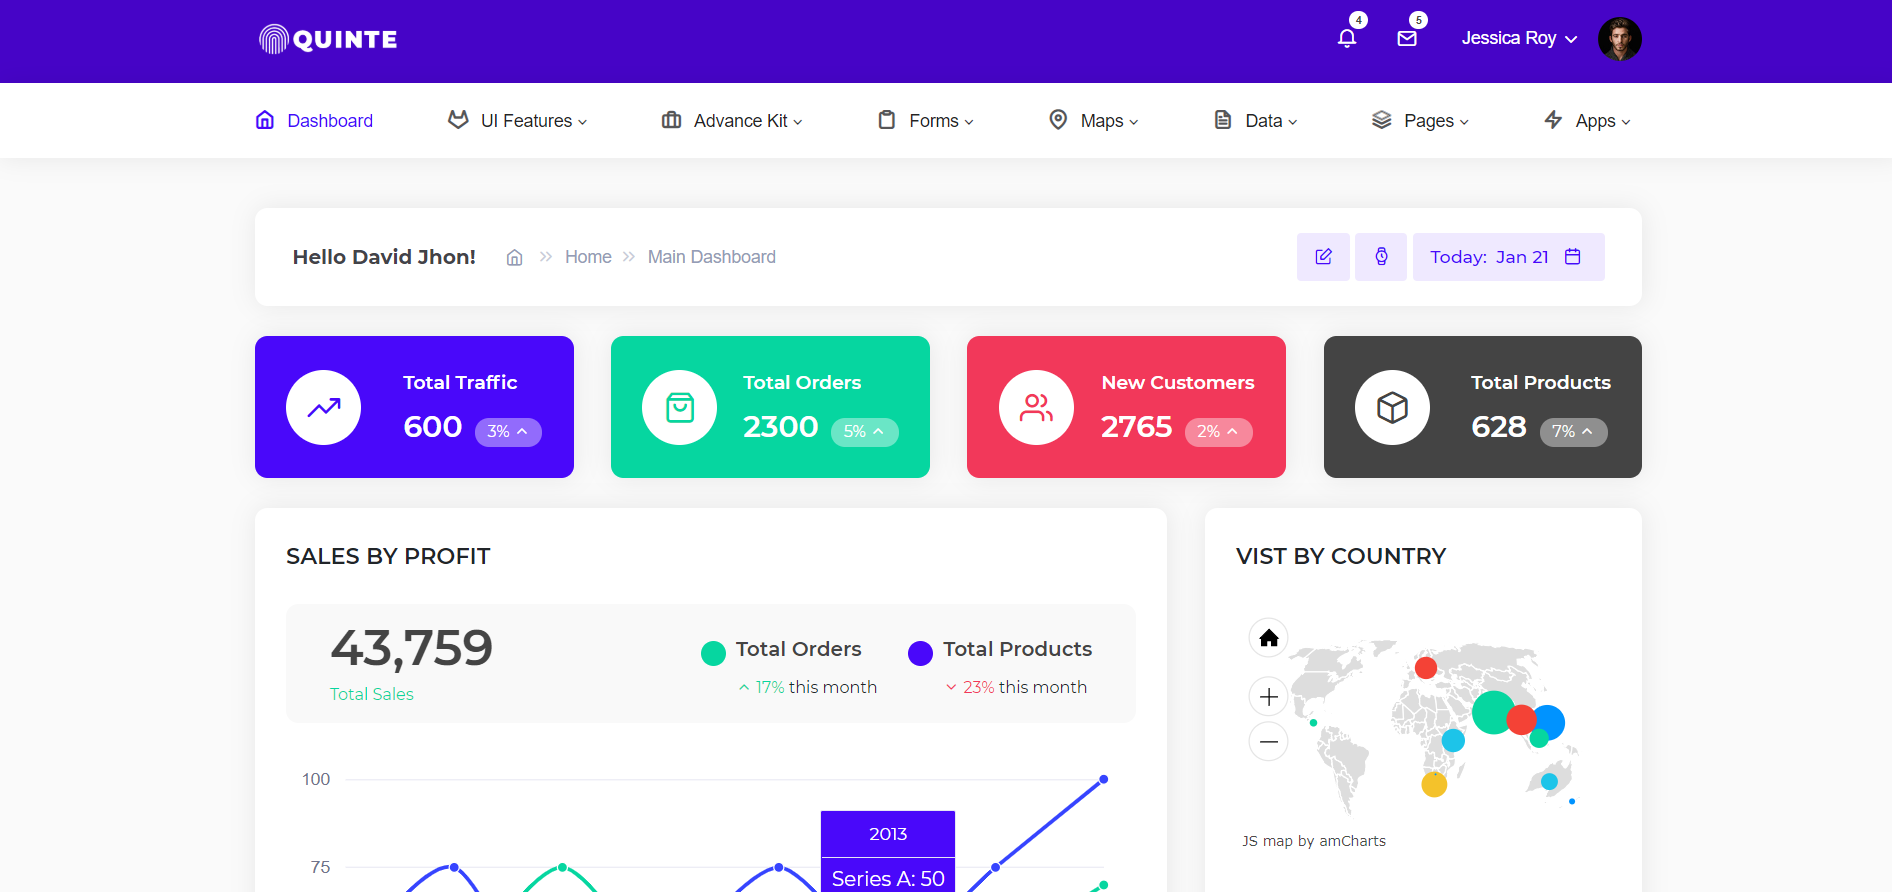 QUINTE
4
5
Jessica Roy
Dashboard
UI Features
Advance Kit
Forms
Maps
Data
Pages
Apps
Hello David Jhon!
Home
Main Dashboard
Today: Jan 21
Total Traffic
600 3%
Total Orders
2300 5%
New Customers
2765 2%
Total Products
628 7%
SALES BY PROFIT
43,759
Total Sales
Total Orders
17% this month
Total Products
23% this month
100
75
2013
Series A: 50
VIST BY COUNTRY
JS map by amCharts